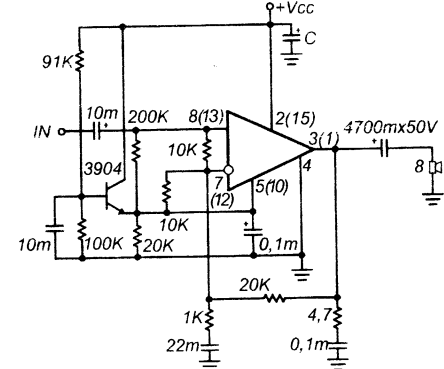 +Vcc
C
91K
10m
200K
8(13)
2(15)
3(1)
4700mx50V
IN
10K
4
3904
7
5(10)
8
(12)
10K
10m
100K
20K
0,1m
20K
1K
4,7
22m
0,1m